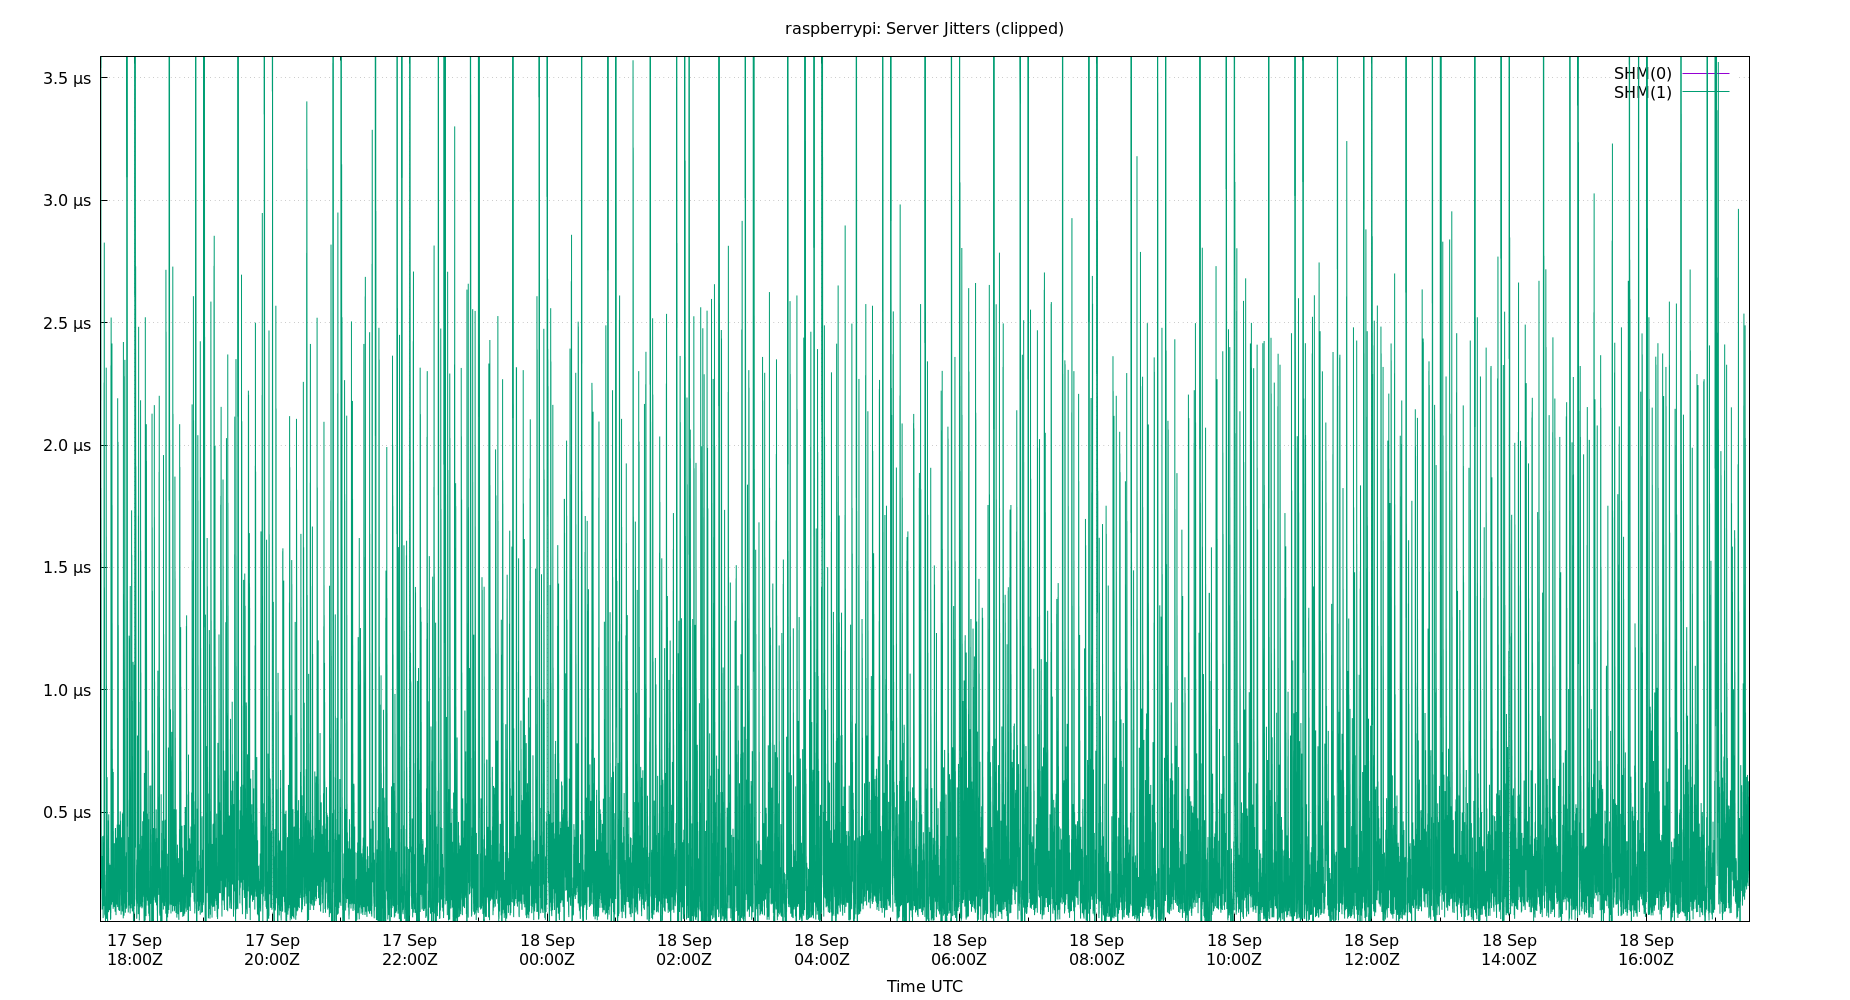 raspberrypi: Server Jitters (clipped)
SHM(0)
SHM(1)
3.5 μs
3.0 μs
2.5 μs
2.0 μs
1.5 μs
1.0 μs
0.5 μs
17 Sep 17 Sep 17 Sep 18 Sep 18 Sep 18 Sep 18 Sep 18 Sep 18 Sep 18 Sep 18 Sep 18 Sep
18:00Z 20:00Z 22:00Z 00:00Z 02:00Z 04:00Z 06:00Z 08:00Z 10:00Z 12:00Z 14:00Z 16:00Z
Time UTC